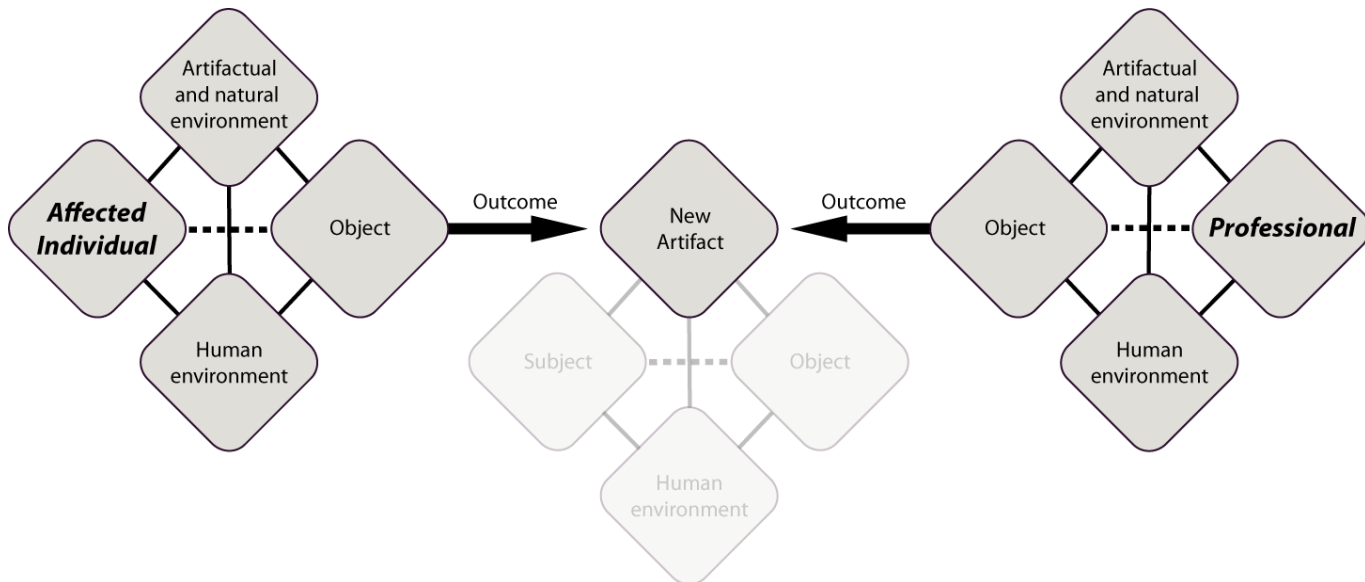 Artifactual
and natural
environment
Affected
Individual
Object
Human
environment
Outcome
New
Artifact
Subject
Object
Human
environment
Outcome
Artifactual
and natural
environment
Object
Professional
Human
environment